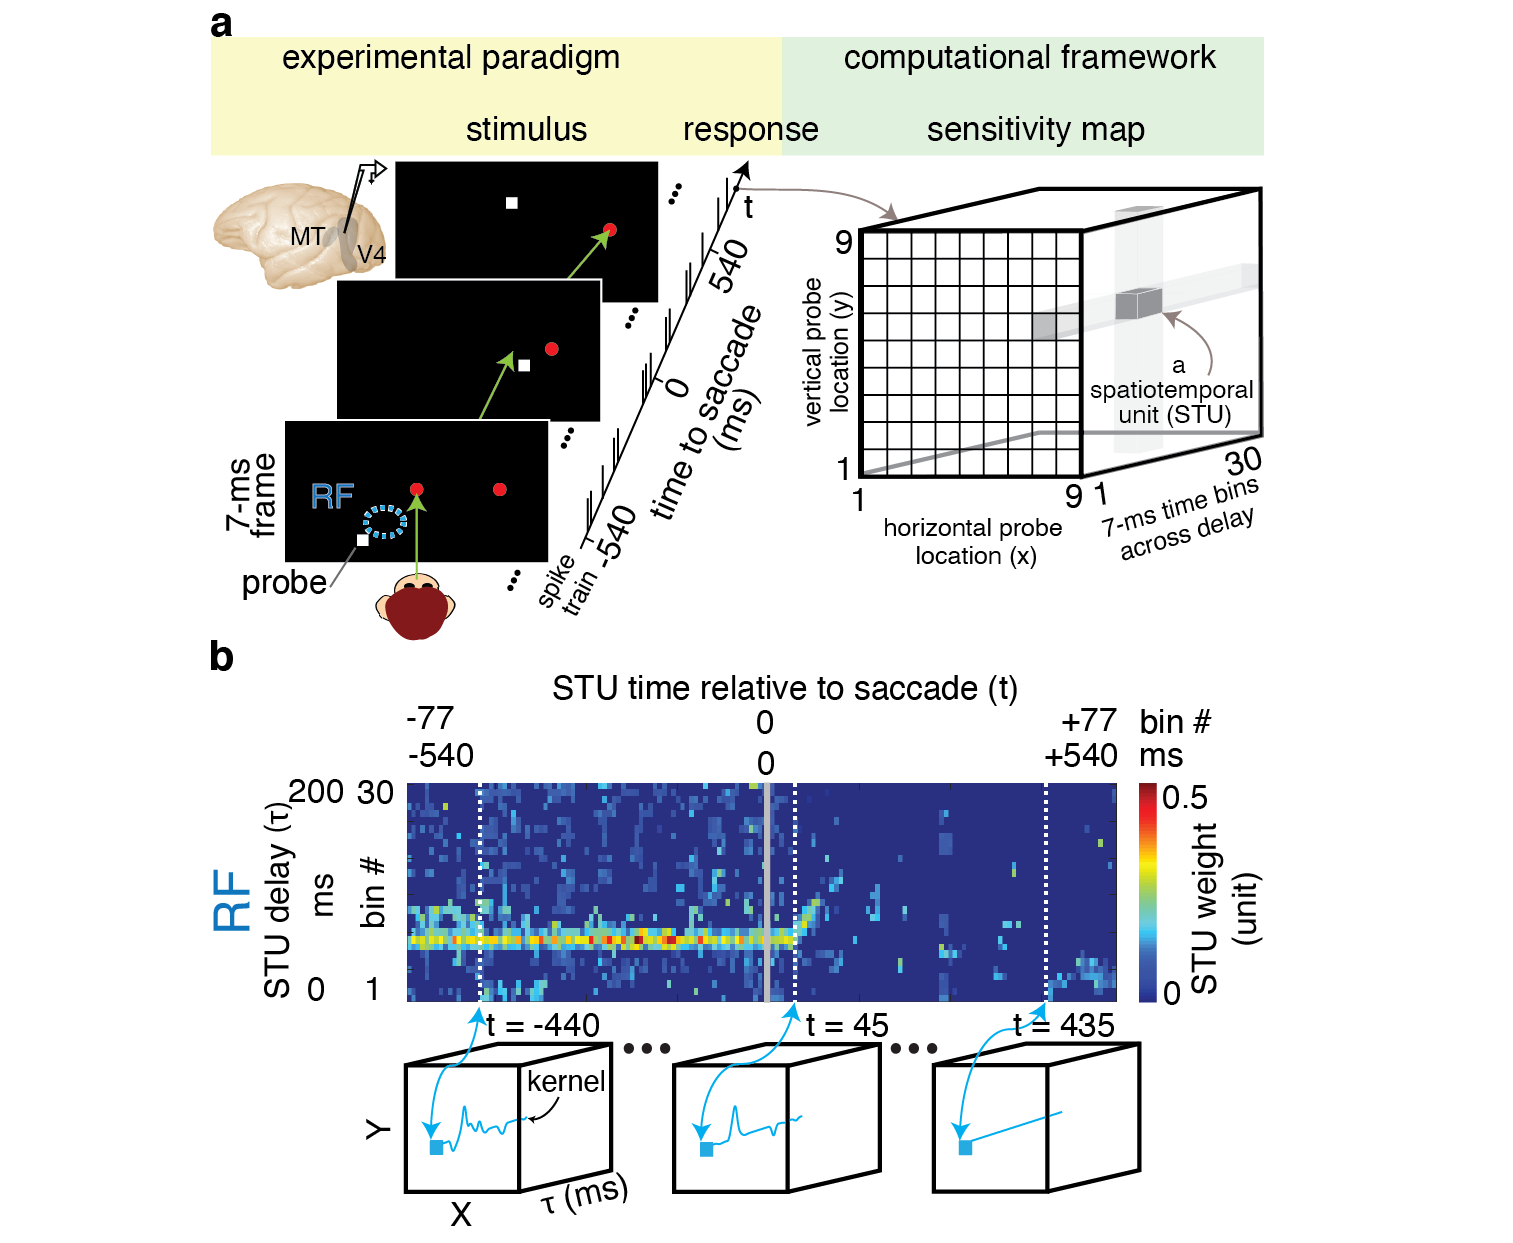 a
experimental paradigm
computational framework
stimulus
response
sensitivity map
MT
V4
t
540
0
-540
time to saccade
(ms)
spike
train
7-ms
frame
RF
probe
9
1
vertical probe
location (y)
1
9
horizontal probe
location (x)
1
30
7-ms time bins
across delay
a
spatiotemporal
unit (STU)
b
STU time relative to saccade (t)
-77
0
+77
bin #
-540
0
+540
ms
RF
STU delay (τ)
ms
200
0
bin #
30
1
0.5
0
STU weight
(unit)
t = -440
t = 45
t = 435
kernel
Y
X
τ (ms)